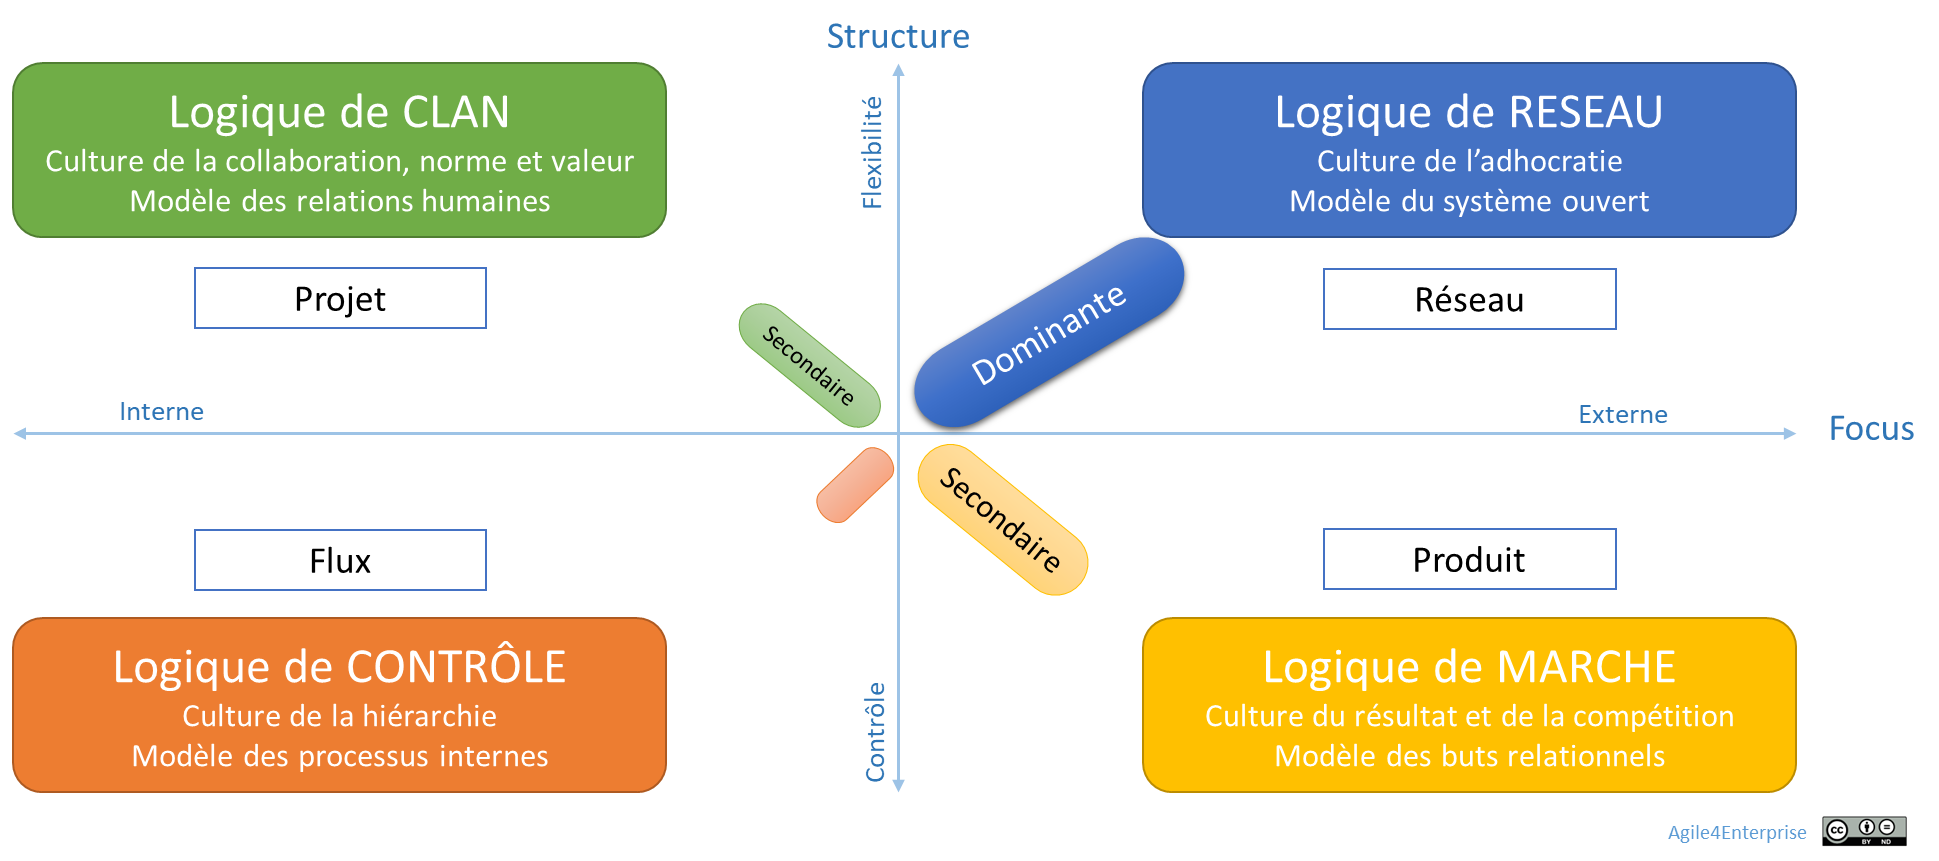 Structure
Logique de CLAN
Culture de la collaboration, norme et valeur
Modèle des relations humaines
Flexibilité
Logique de RESEAU
Culture de l’adhocratie
Modèle du système ouvert
Projet
Réseau
Secondaire
Dominante
Interne
Externe
Focus
Secondaire
Flux
Produit
Logique de CONTRÔLE
Culture de la hiérarchie
Modèle des processus internes
Contrôle
Logique de MARCHE
Culture du résultat et de la compétition
Modèle des buts relationnels
Agile4Enterprise
cc
BY ND